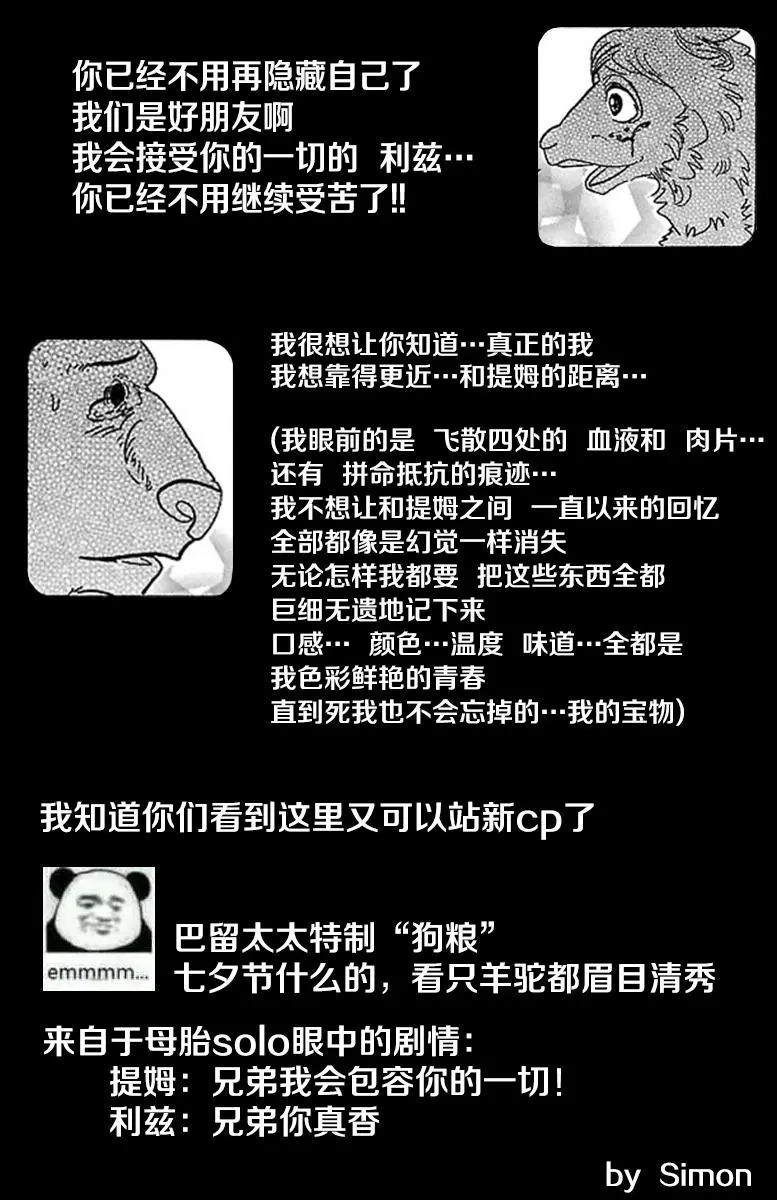 你已经不用再隐藏自己了
我们是好朋友啊
我会接受你的一切的 利兹…
你已经不用继续受苦了!!
我很想让你知道…真正的我
我想靠得更近…和提姆的距离…
(我眼前的是 飞散四处的 血液和 肉片…
还有 拼命抵抗的痕迹…
我不想让和提姆之间 一直以来的回忆
全部都像是幻觉一样消失
无论怎样我都要 把这些东西全都
巨细无遗地记下来
口感… 颜色…温度 味道…全都是
我色彩鲜艳的青春
直到死我也不会忘掉的…我的宝物)
我知道你们看到这里又可以站新cp了
emmmm...
巴留太太特制“狗粮”
七夕节什么的，看只羊驼都眉目清秀
来自于母胎solo眼中的剧情：
提姆：兄弟我会包容你的一切！
利兹：兄弟你真香
by Simon